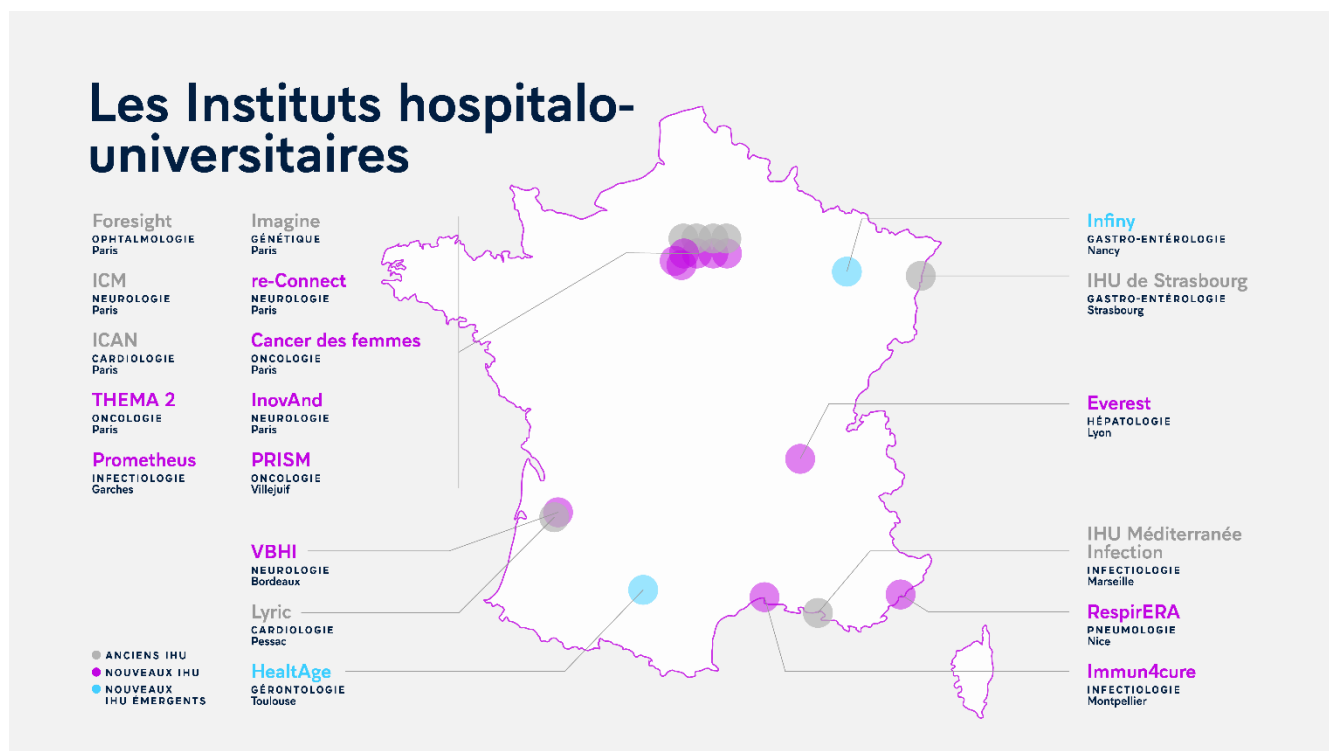 Les Instituts hospitalo-
universitaires
Foresight
OPHTALMOLOGIE
Paris
ICM
NEUROLOGIE
Paris
ICAN
CARDIOLOGIE
Paris
THEMA 2
ONCOLOGIE
Paris
Prometheus
INFECTIOLOGIE
Garches
Imagine
GÉNÉTIQUE
Paris
re-Connect
NEUROLOGIE
Paris
Cancer des femmes
ONCOLOGIE
Paris
InovAnd
NEUROLOGIE
Paris
PRISM
ONCOLOGIE
Villejuif
VBHI
NEUROLOGIE
Bordeaux
Lyric
CARDIOLOGIE
Pessac
HealtAge
GÉRONTOLOGIE
Toulouse
ANCIENS IHU
NOUVEAUX IHU
NOUVEAUX
IHU ÉMERGENTS
Infiny
GASTRO-ENTÉROLOGIE
Nancy
IHU de Strasbourg
GASTRO-ENTÉROLOGIE
Strasbourg
Everest
HÉPATOLOGIE
Lyon
IHU Méditerranée
Infection
INFECTIOLOGIE
Marseille
RespirERA
PNEUMOLOGIE
Nice
Immun4cure
INFECTIOLOGIE
Montpellier